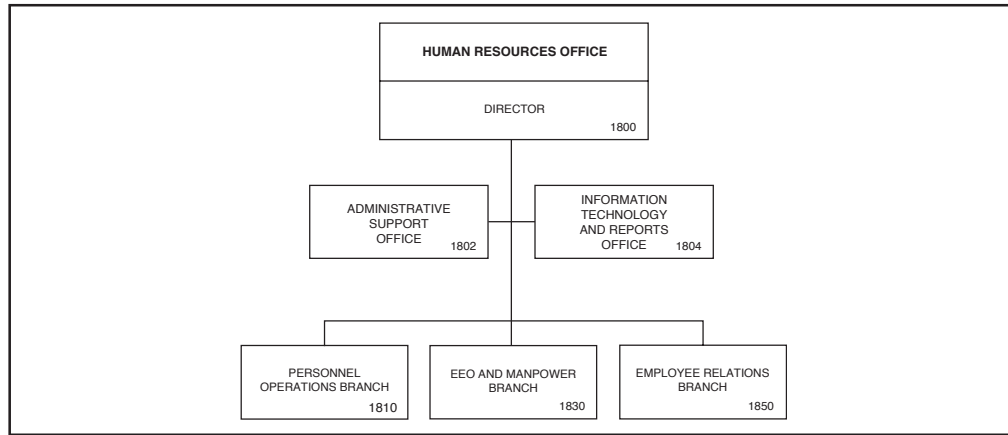 HUMAN RESOURCES OFFICE
DIRECTOR
1800
ADMINISTRATIVE
SUPPORT
OFFICE
1802
INFORMATION
TECHNOLOGY
AND REPORTS
OFFICE
1804
PERSONNEL
OPERATIONS BRANCH
1810
EEO AND MANPOWER
BRANCH
1830
EMPLOYEE RELATIONS
BRANCH
1850